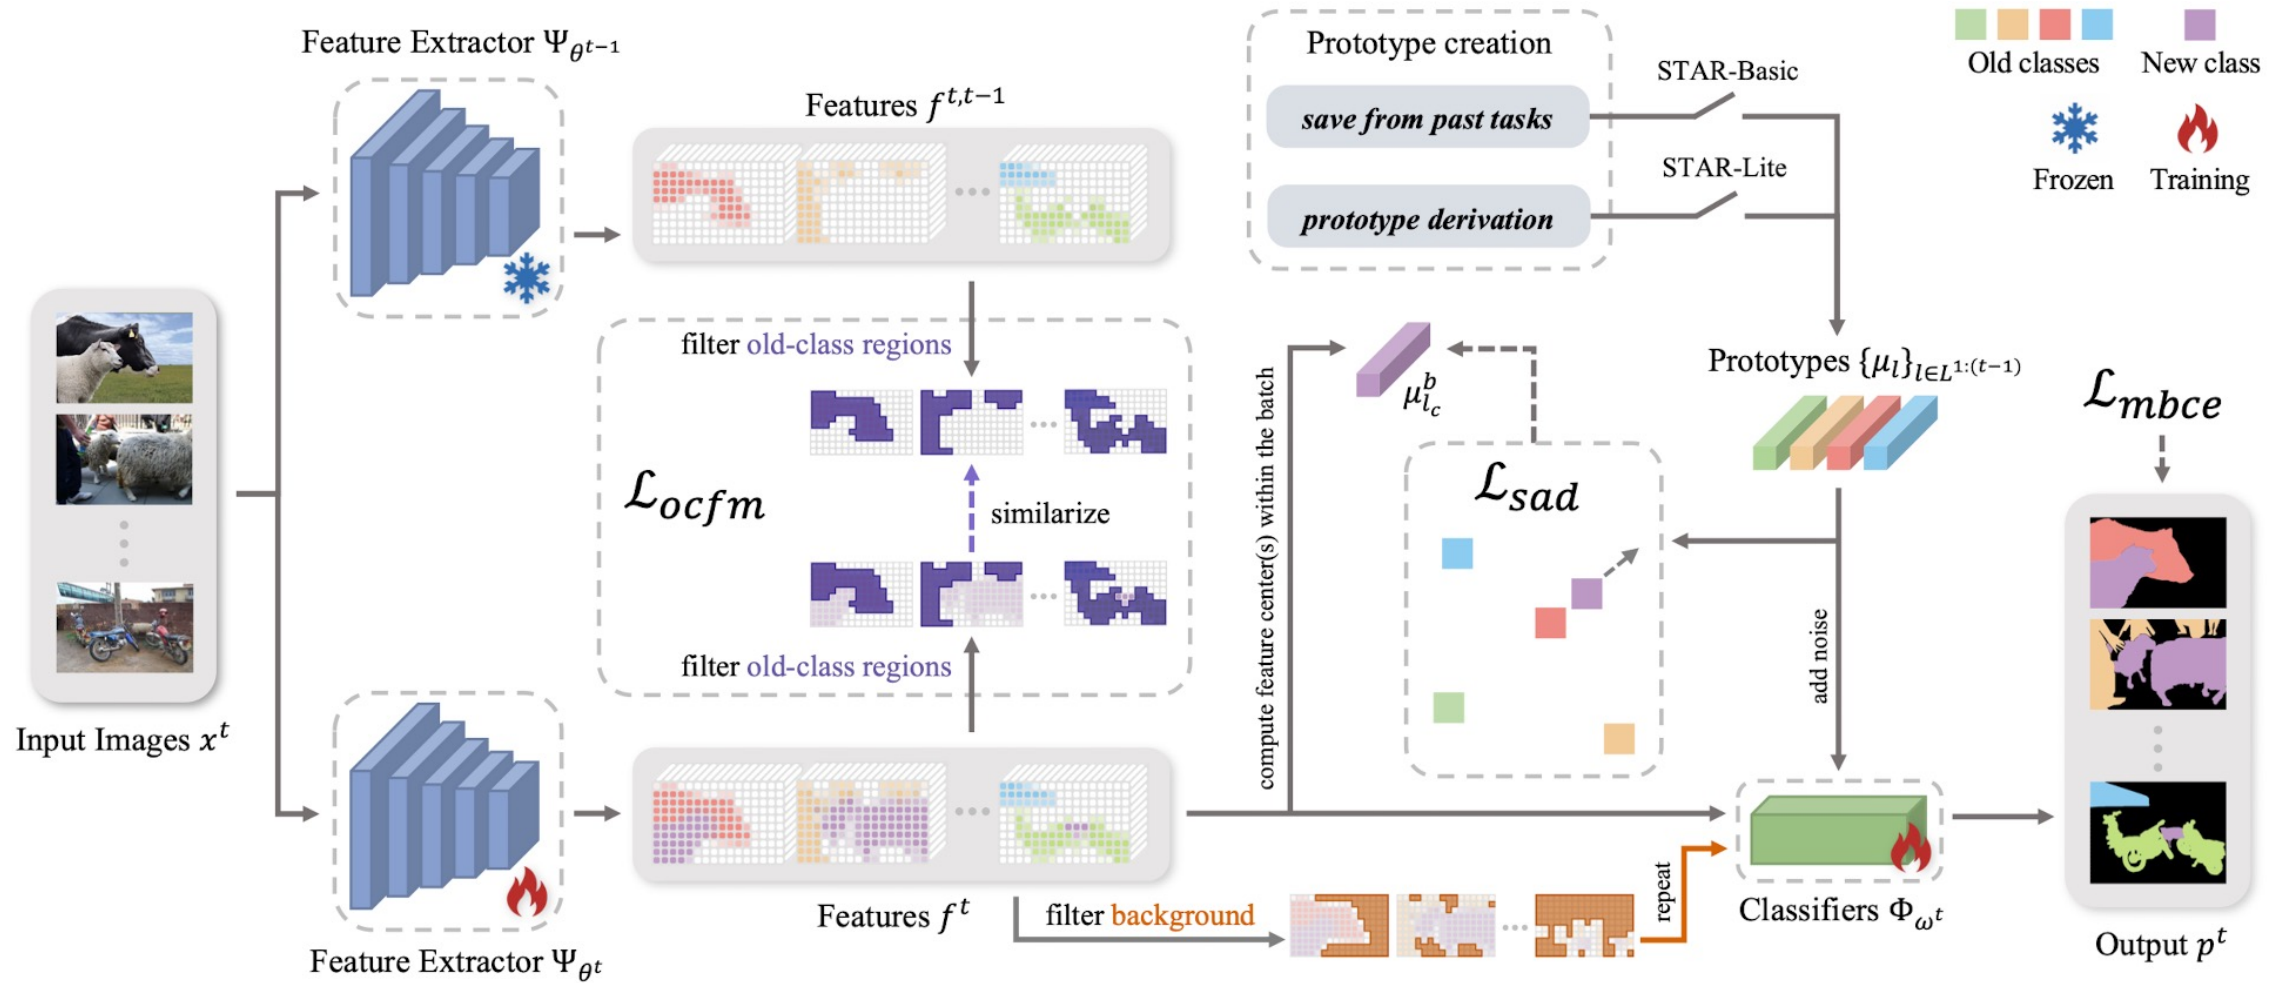 Feature Extractor Ψ_{θ^{t−1}}
Features f^{t,t−1}
Prototype creation
save from past tasks
prototype derivation
STAR-Basic
STAR-Lite
Old classes
New class
Frozen
Training
filter old-class regions
ℒ_{ocfm}
similarize
filter old-class regions
Input Images x^t
Feature Extractor Ψ_{θ^t}
Features f^t
compute feature center(s) within the batch
μ^b_{l_c}
ℒ_{sad}
Prototypes {μ_l}_{l∈L^{1:(t−1)}}
add noise
ℒ_{mbce}
filter background
repeat
Classifiers Φ_{ω^t}
Output p^t